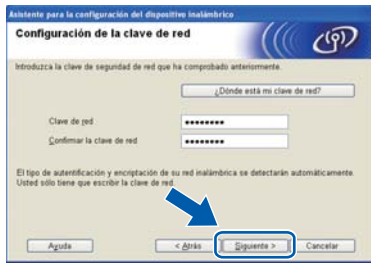 Asistente para la configuración del dispositivo inalámbrico
Configuración de la clave de
red
Introduzca la clave de seguridad de red que ha comprobado anteriormente.
¿Dónde está mi clave de red?
Clave de red
●●●●●●●●
Confirmar la clave de red
●●●●●●●●
El tipo de autentificación y encriptación de su red inalámbrica se detectarán automáticamente.
Usted sólo tiene que escribir la clave de red.
Ayuda
< Atrás
Siguiente >
Cancelar